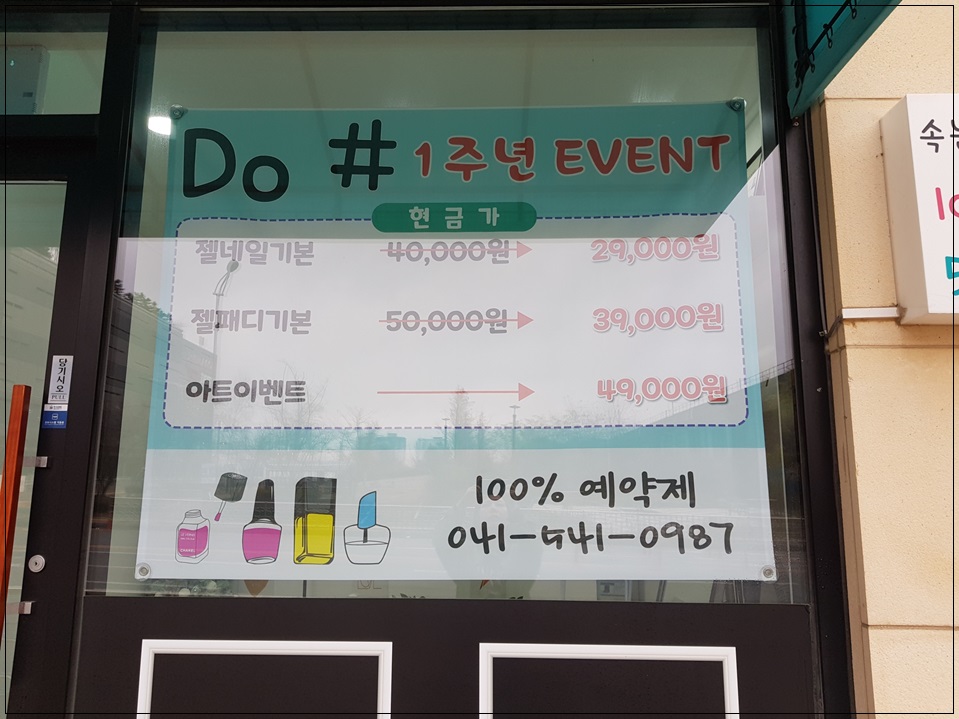 Do # 1주년 EVENT
현금가
젤네일기본 40,000원 29,000원
젤패디기본 50,000원 39,000원
아트이벤트 49,000원
100% 예약제
041-541-0987
당기시오
PULL
속